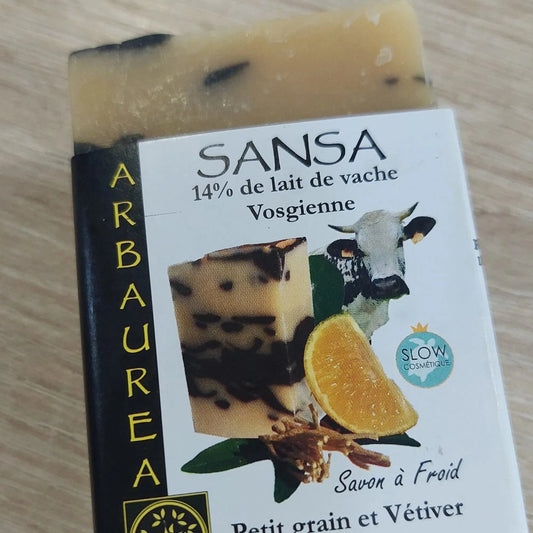 ARBAUREA
SANSA
14% de lait de vache
Vosgienne
SLOW
COSMÉTIQUE
Savon à Froid
Petit grain et Vétiver